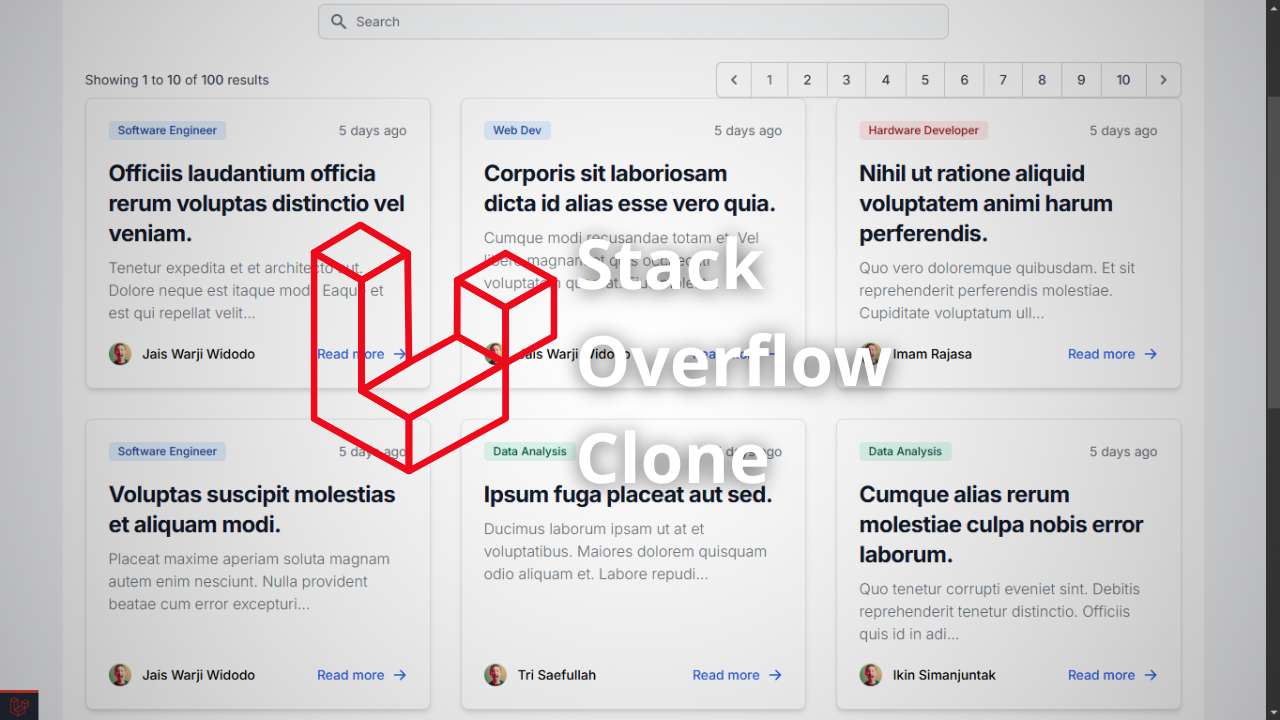 Search
Showing 1 to 10 of 100 results
1 2 3 4 5 6 7 8 9 10
Software Engineer
5 days ago
Officiis laudantium officia
rerum voluptas distinctio vel
veniam.
Tenetur expedita et et architecto aut.
Dolore neque est itaque modi. Eaque et
est qui repellat velit...
Jais Warji Widodo
Read more
Web Dev
5 days ago
Corporis sit laboriosam
dicta id alias esse vero quia.
Cumque modi recusandae totam et. Vel
libero magnam et quis
Jais Warji Widodo
Read more
Hardware Developer
5 days ago
Nihil ut ratione aliquid
voluptatem animi harum
perferendis.
Quo vero doloremque quibusdam. Et sit
reprehenderit perferendis molestiae.
Cupiditate voluptatum ull...
Imam Rajasa
Read more
Stack
Overflow
Clone
Software Engineer
5 days ago
Voluptas suscipit molestias
et aliquam modi.
Placeat maxime aperiam soluta magnam
autem enim nesciunt. Nulla provident
beatae cum error excepturi...
Jais Warji Widodo
Read more
Data Analysis
days ago
Ipsum fuga placeat aut sed.
Ducimus laborum ipsam ut at et
voluptatibus. Maiores dolorem quisquam
odio aliquam et. Labore repudi...
Tri Saefullah
Read more
Data Analysis
5 days ago
Cumque alias rerum
molestiae culpa nobis error
laborum.
Quo tenetur corrupti eveniet sint. Debitis
reprehenderit tenetur distinctio. Officiis
quis id in adi...
Ikin Simanjuntak
Read more